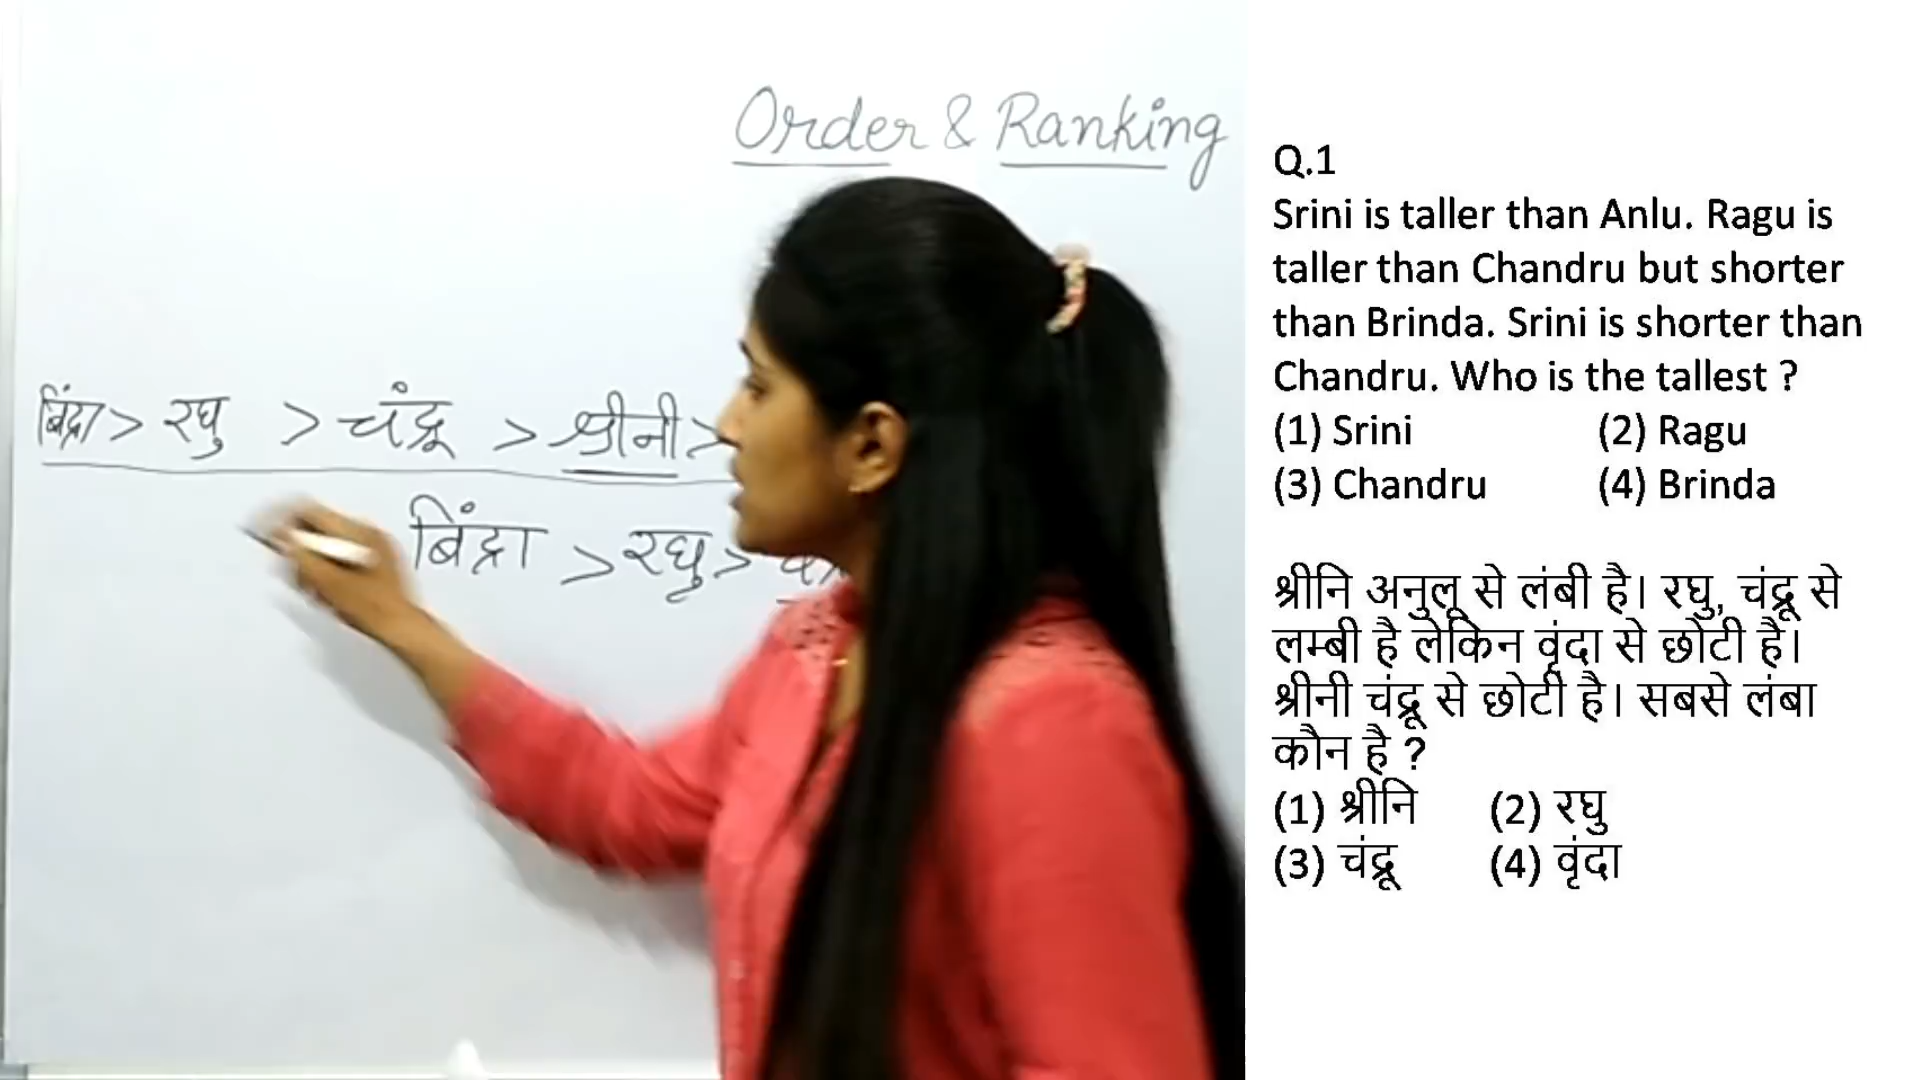 Order & Ranking
बिंद्रा > रघु > चंद्रू > श्रीनी >
बिंद्रा > रघु >
Q.1
Srini is taller than Anlu. Ragu is
taller than Chandru but shorter
than Brinda. Srini is shorter than
Chandru. Who is the tallest ?
(1) Srini (2) Ragu
(3) Chandru (4) Brinda
श्रीनि अनुलू से लंबी है। रघु, चंद्रू से
लम्बी है लेकिन वृंदा से छोटी है।
श्रीनी चंद्रू से छोटी है। सबसे लंबा
कौन है ?
(1) श्रीनि (2) रघु
(3) चंद्रू (4) वृंदा